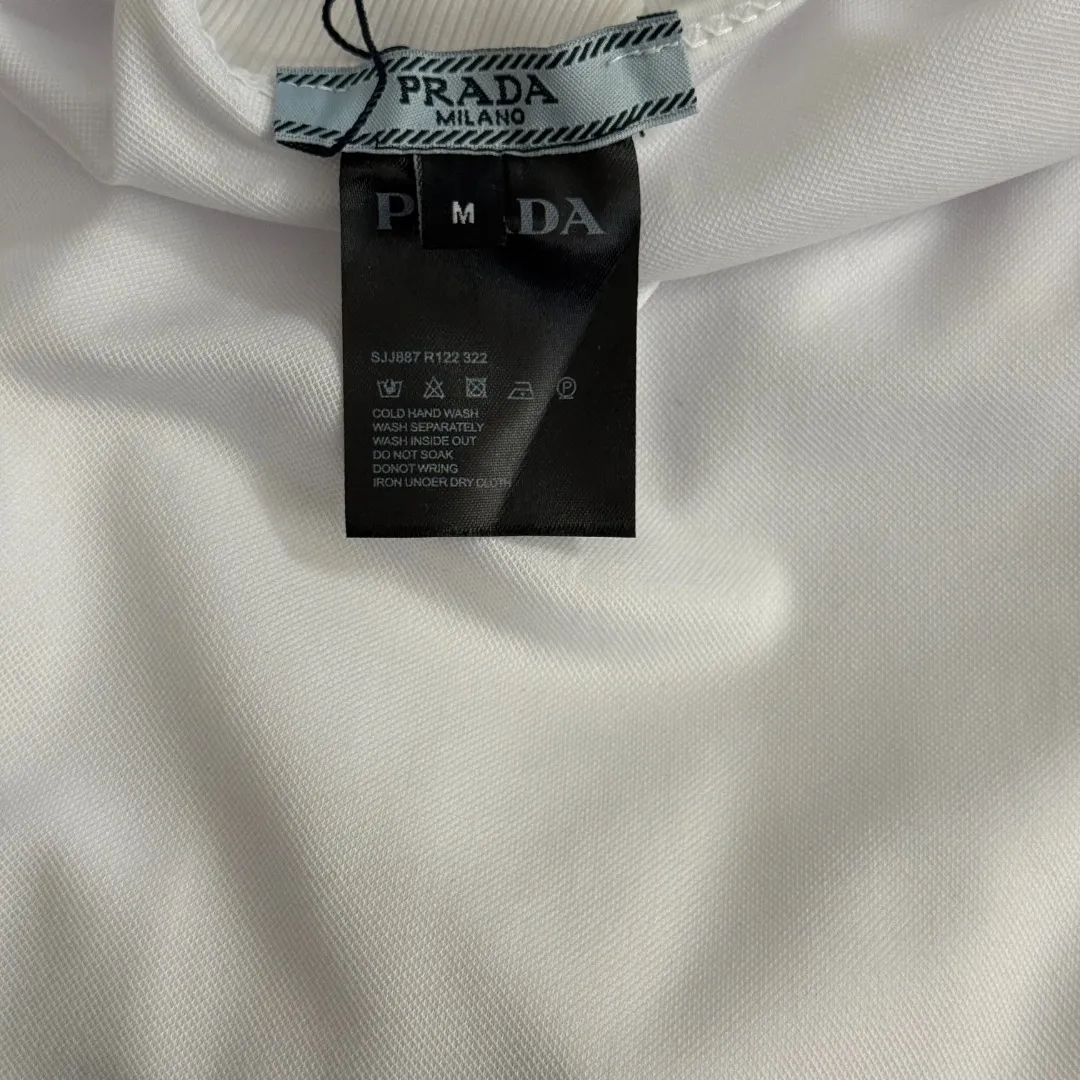 PRADA
MILANO
P DA
M
SJJ887 R122 322
COLD HAND WASH
WASH SEPARATELY
WASH INSIDE OUT
DO NOT SOAK
DONOT WRING
IRON UNOER DRY CLOTH